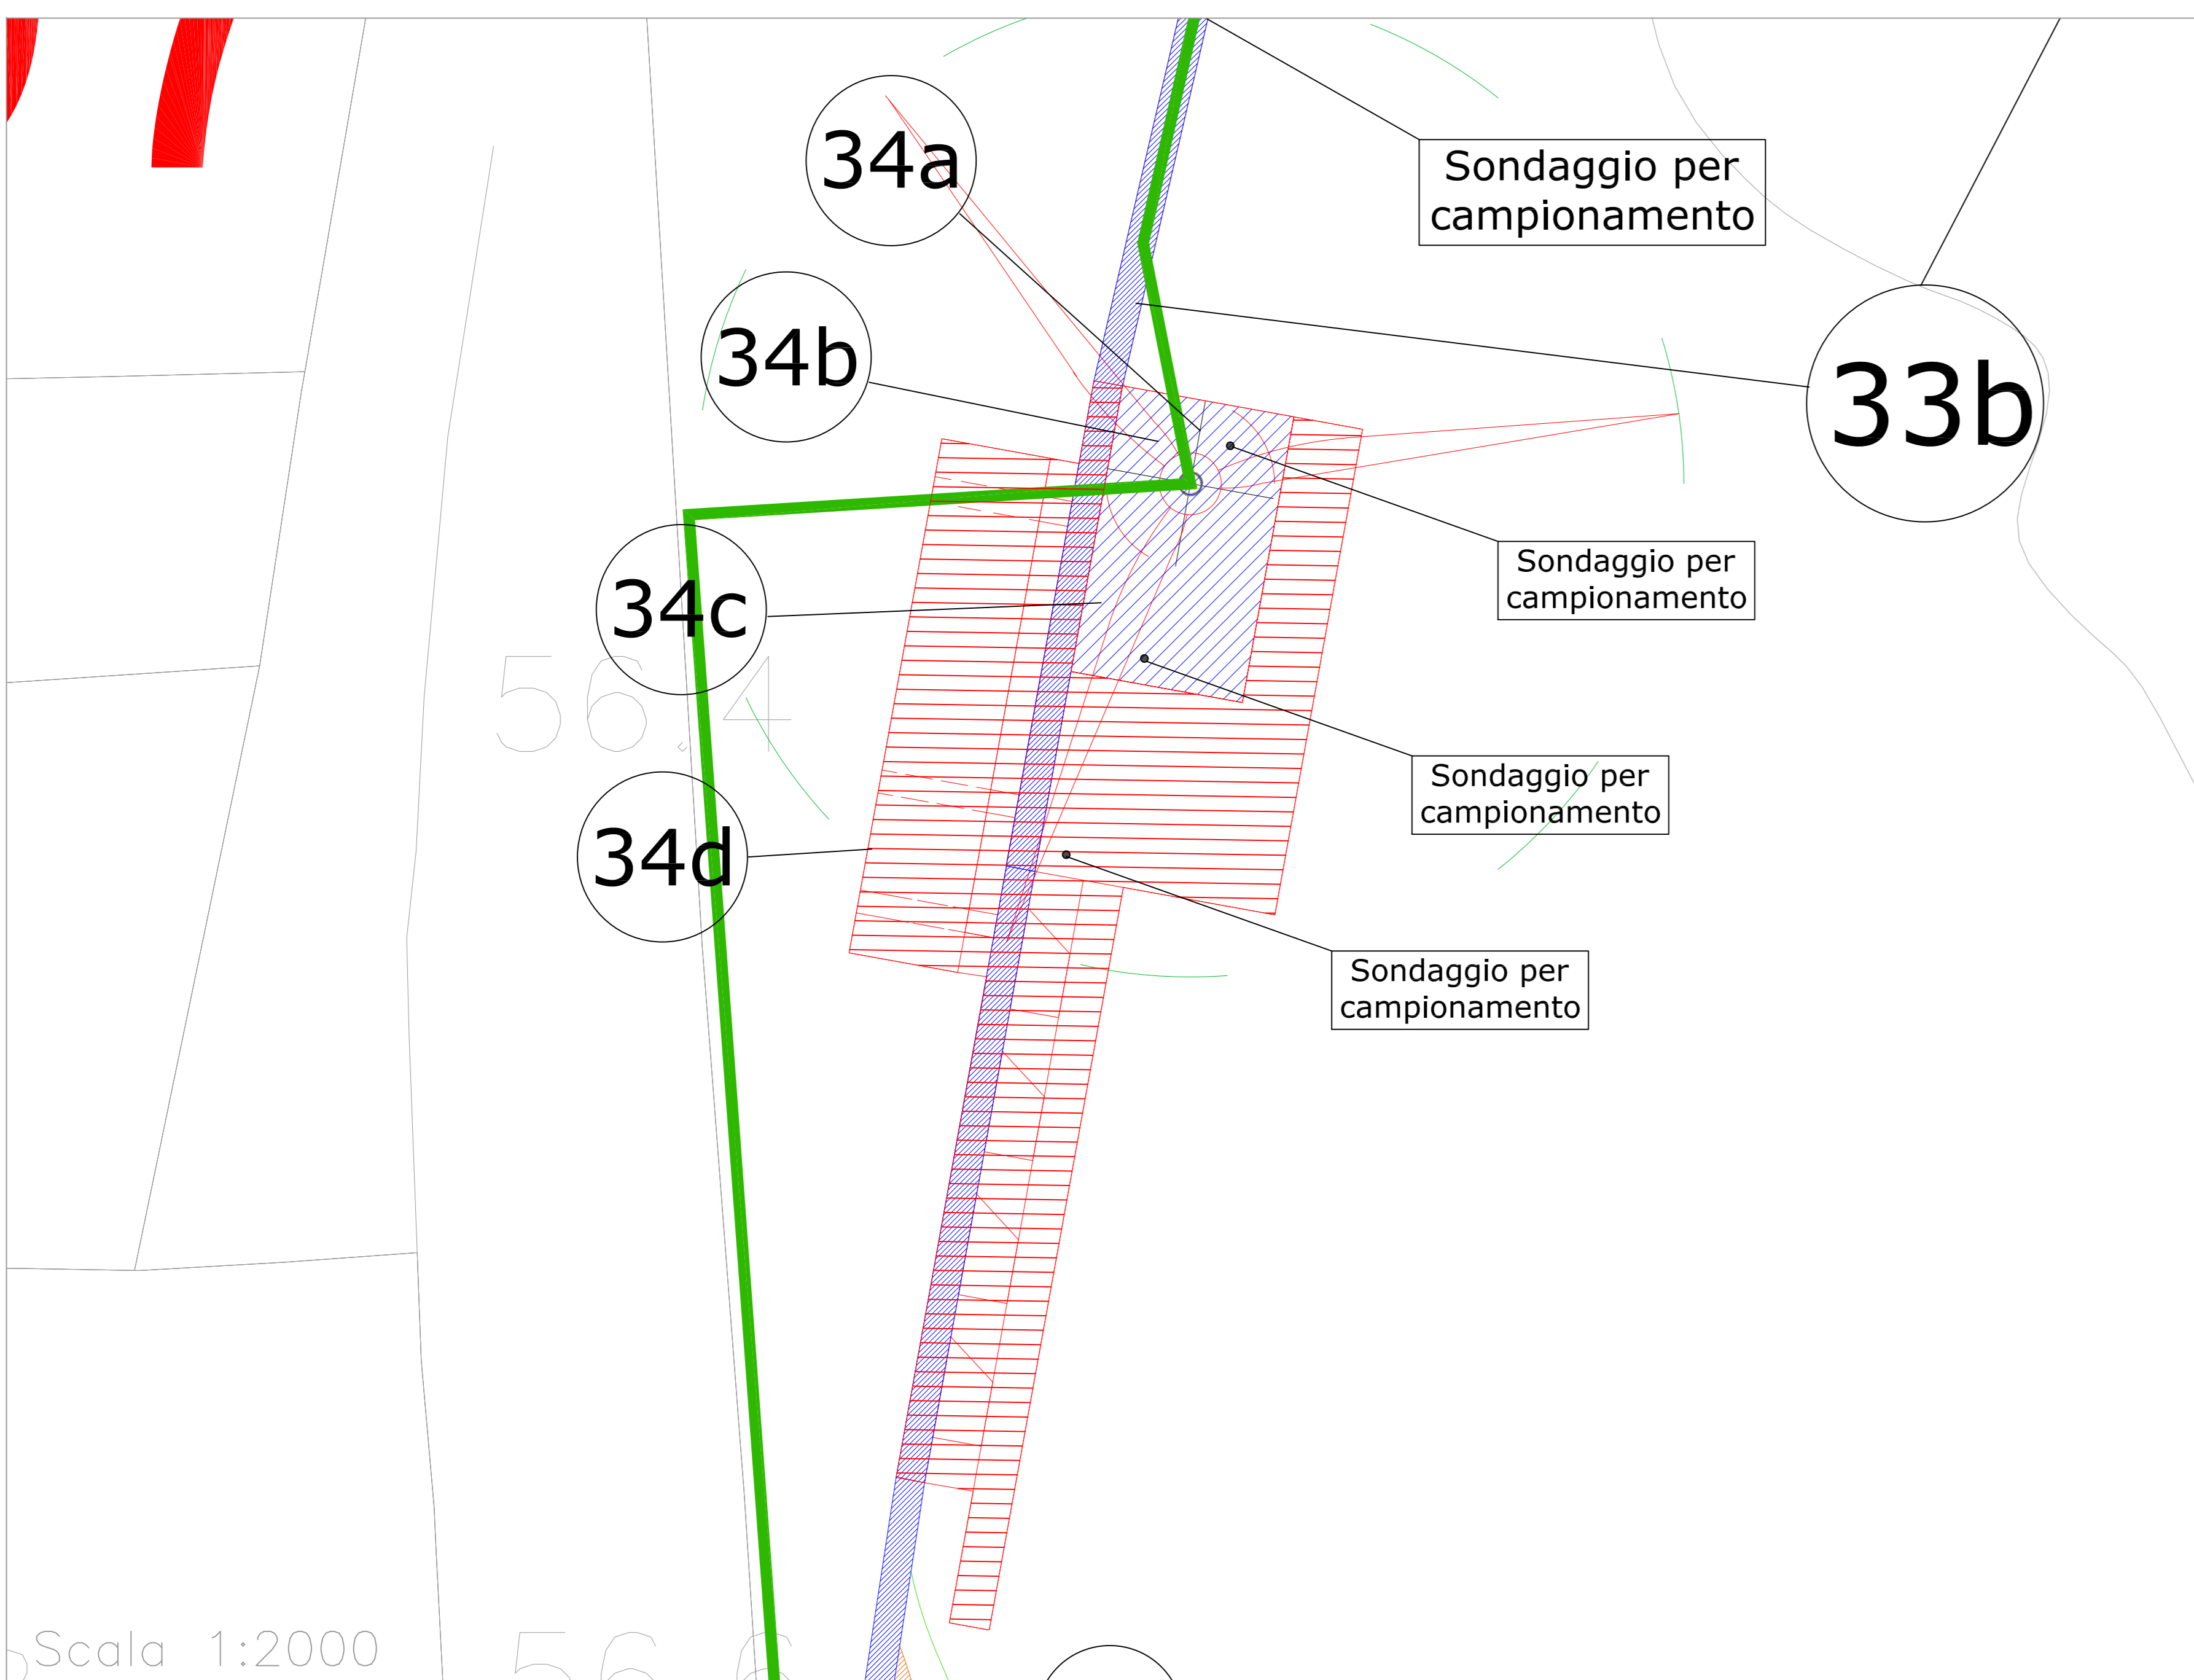 34a
Sondaggio per
campionamento
34b
33b
Sondaggio per
campionamento
34c
56,4
Sondaggio per
campionamento
34d
Sondaggio per
campionamento
Scala 1:2000